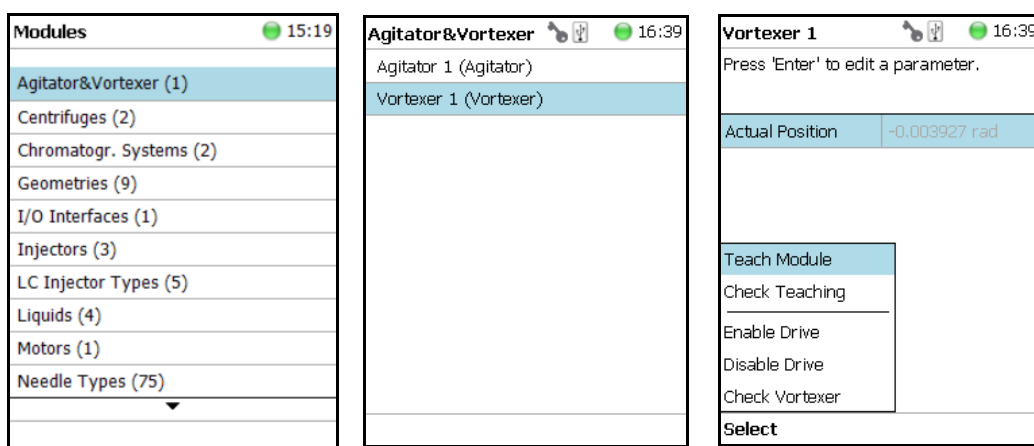 Modules 15:19
Agitator&Vortexer (1)
Centrifuges (2)
Chromatogr. Systems (2)
Geometries (9)
I/O Interfaces (1)
Injectors (3)
LC Injector Types (5)
Liquids (4)
Motors (1)
Needle Types (75)
Agitator&Vortexer 16:39
Agitator 1 (Agitator)
Vortexer 1 (Vortexer)
Vortexer 1 16:39
Press 'Enter' to edit a parameter.
Actual Position -0.003927 rad
Teach Module
Check Teaching
Enable Drive
Disable Drive
Check Vortexer
Select